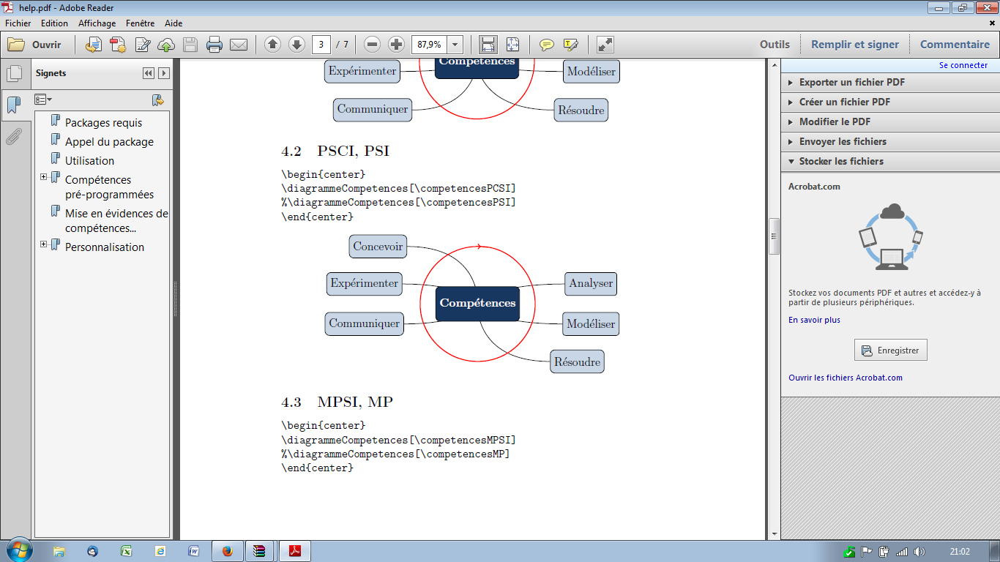 help.pdf - Adobe Reader
Fichier Edition Affichage Fenêtre Aide
Ouvrir
3 / 7
87,9%
Outils Remplir et signer Commentaire
Signets
Packages requis
Appel du package
Utilisation
Compétences
pré-programmées
Mise en évidences de
compétences...
Personnalisation
Compétences
Expérimenter
Modéliser
Communiquer
Résoudre
4.2 PSCI, PSI
\begin{center}
\diagrammeCompetences[\competencesPCSI]
%\diagrammeCompetences[\competencesPSI]
\end{center}
Concevoir
Expérimenter
Analyser
Compétences
Communiquer
Modéliser
Résoudre
4.3 MPSI, MP
\begin{center}
\diagrammeCompetences[\competencesMPSI]
%\diagrammeCompetences[\competencesMP]
\end{center}
Se connecter
Exporter un fichier PDF
Créer un fichier PDF
Modifier le PDF
Envoyer les fichiers
Stocker les fichiers
Acrobat.com
Stockez vos documents PDF et autres et accédez-y à
partir de plusieurs périphériques.
En savoir plus
Enregistrer
Ouvrir les fichiers Acrobat.com
21:02